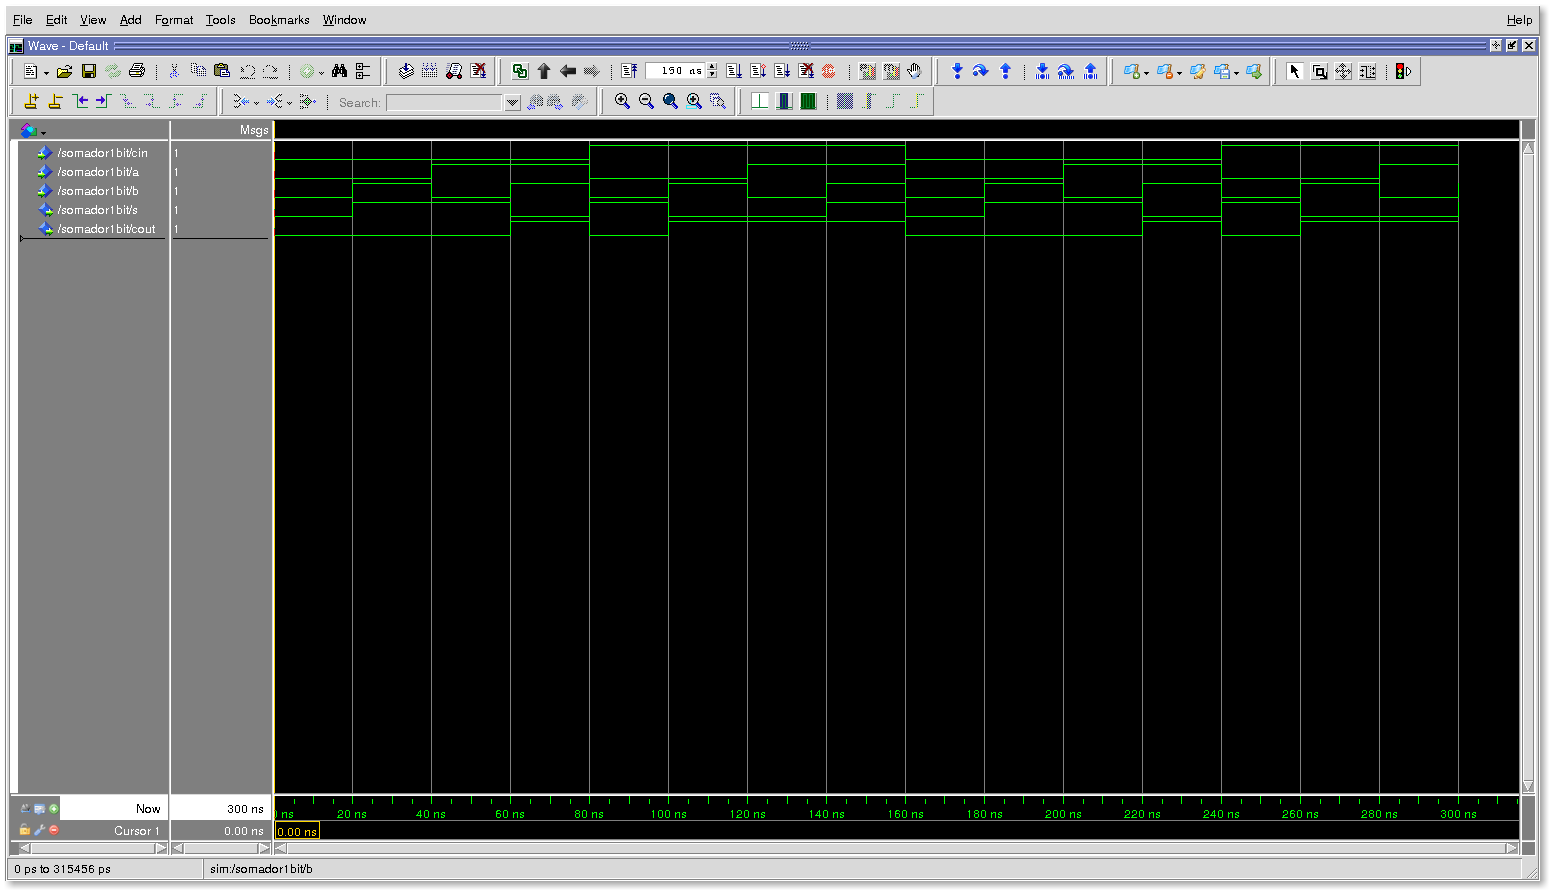 File Edit View Add Format Tools Bookmarks Window Help
Wave - Default
190 ns
Search:
Msgs
/somador1bit/cin 1
/somador1bit/a 1
/somador1bit/b 1
/somador1bit/s 1
/somador1bit/cout 1
Now 300 ns
ns 20 ns 40 ns 60 ns 80 ns 100 ns 120 ns 140 ns 160 ns 180 ns 200 ns 220 ns 240 ns 260 ns 280 ns 300 ns
Cursor 1 0.00 ns 0.00 ns
0 ps to 315456 ps sim:/somador1bit/b